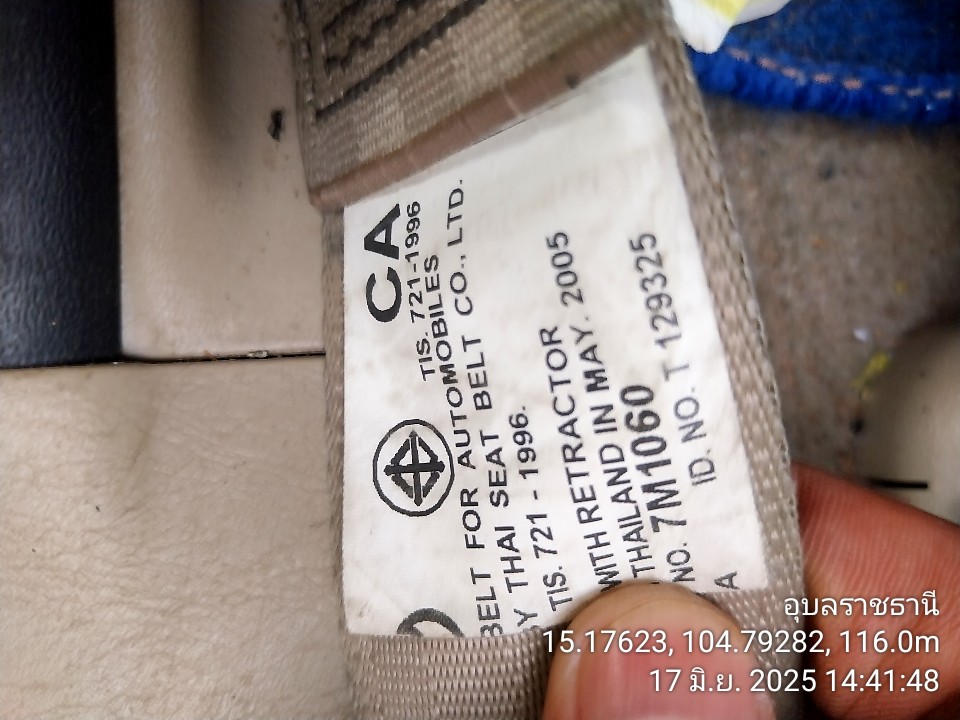 CA
TIS. 721-1996
BELT FOR AUTOMOBILES
THAI SEAT BELT CO., LTD.
TIS. 721 - 1996.
WITH RETRACTOR
THAILAND IN MAY. 2005
NO. 7M1060
ID. NO. T 129325
A
อุบลราชธานี
15.17623, 104.79282, 116.0m
17 มิ.ย. 2025 14:41:48